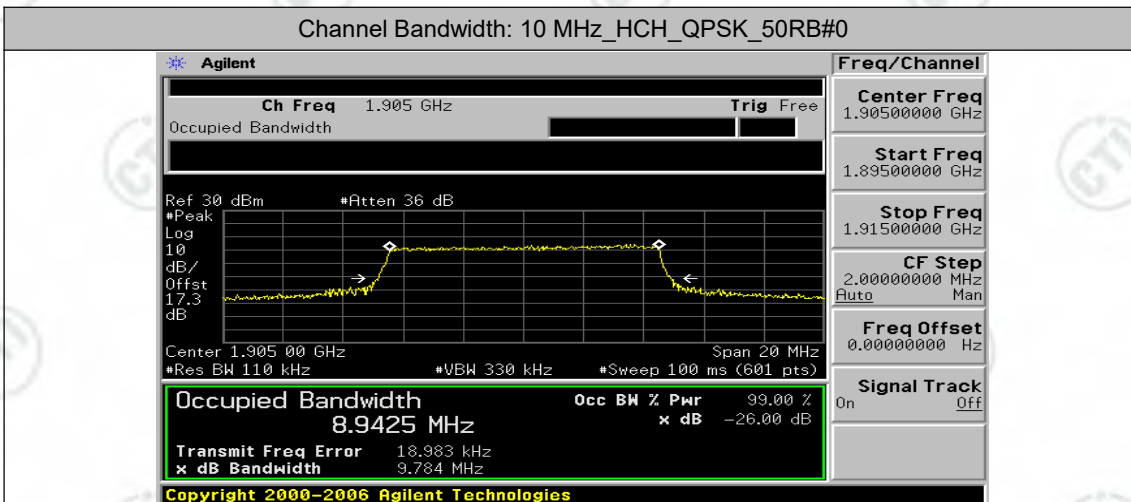 Channel Bandwidth: 10 MHz_HCH_QPSK_50RB#0
Agilent
Freq/Channel
Ch Freq 1.905 GHz Trig Free
Occupied Bandwidth
Center Freq
1.90500000 GHz
Start Freq
1.89500000 GHz
Stop Freq
1.91500000 GHz
CF Step
2.00000000 MHz
Auto Man
Freq Offset
0.00000000 Hz
Signal Track
On Off
Ref 30 dBm #Atten 36 dB
#Peak
Log
10
dB/
Offst
17.3
dB
Center 1.905 00 GHz Span 20 MHz
#Res BW 110 kHz #VBW 330 kHz #Sweep 100 ms (601 pts)
Occupied Bandwidth Occ BW % Pwr 99.00 %
8.9425 MHz x dB -26.00 dB
Transmit Freq Error 18.983 kHz
x dB Bandwidth 9.784 MHz
Copyright 2000-2006 Agilent Technologies
CTI
CTI